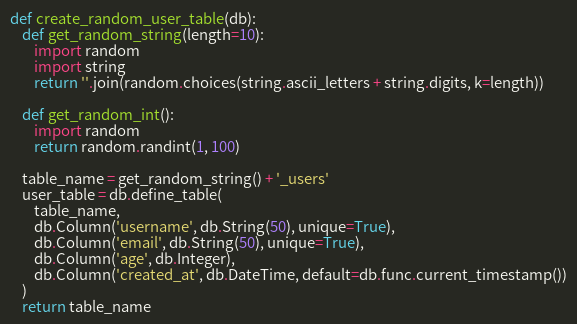 def create_random_user_table(db):
    def get_random_string(length=10):
        import random
        import string
        return ''.join(random.choices(string.ascii_letters + string.digits, k=length))

    def get_random_int():
        import random
        return random.randint(1, 100)

    table_name = get_random_string() + '_users'
    user_table = db.define_table(
        table_name,
        db.Column('username', db.String(50), unique=True),
        db.Column('email', db.String(50), unique=True),
        db.Column('age', db.Integer),
        db.Column('created_at', db.DateTime, default=db.func.current_timestamp())
    )
    return table_name